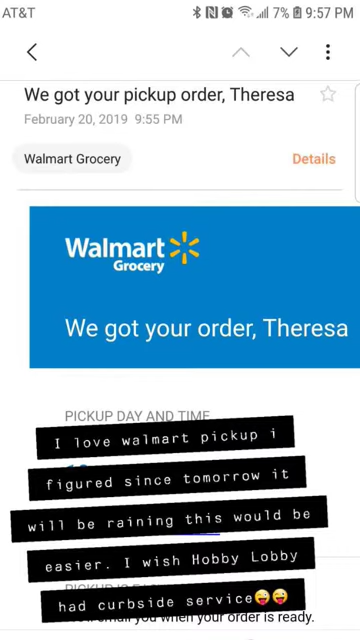 AT&T 7% 9:57 PM
We got your pickup order, Theresa
February 20, 2019 9:55 PM
Walmart Grocery Details
Walmart
Grocery
We got your order, Theresa
PICKUP DAY AND TIME
I love walmart pickup i
figured since tomorrow it
will be raining this would be
easier. I wish Hobby Lobby
had curbside service😜😜
email you when your order is ready.